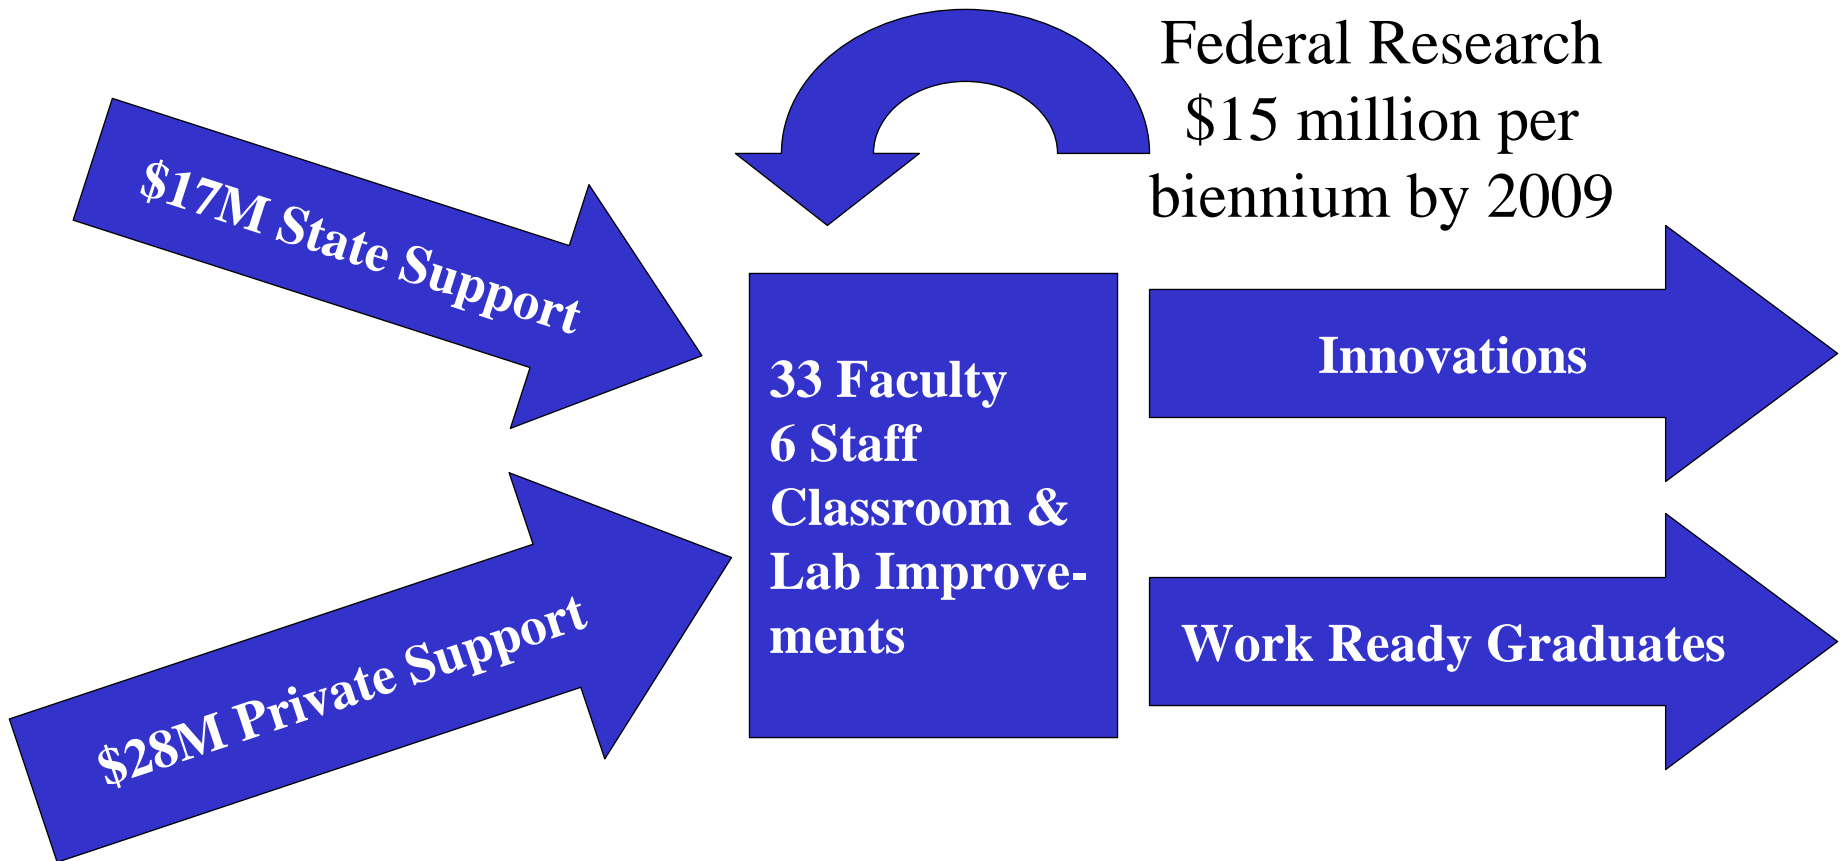 Federal Research
$15 million per
biennium by 2009
$17M State Support
$28M Private Support
33 Faculty
6 Staff
Classroom &
Lab Improve-
ments
Innovations
Work Ready Graduates